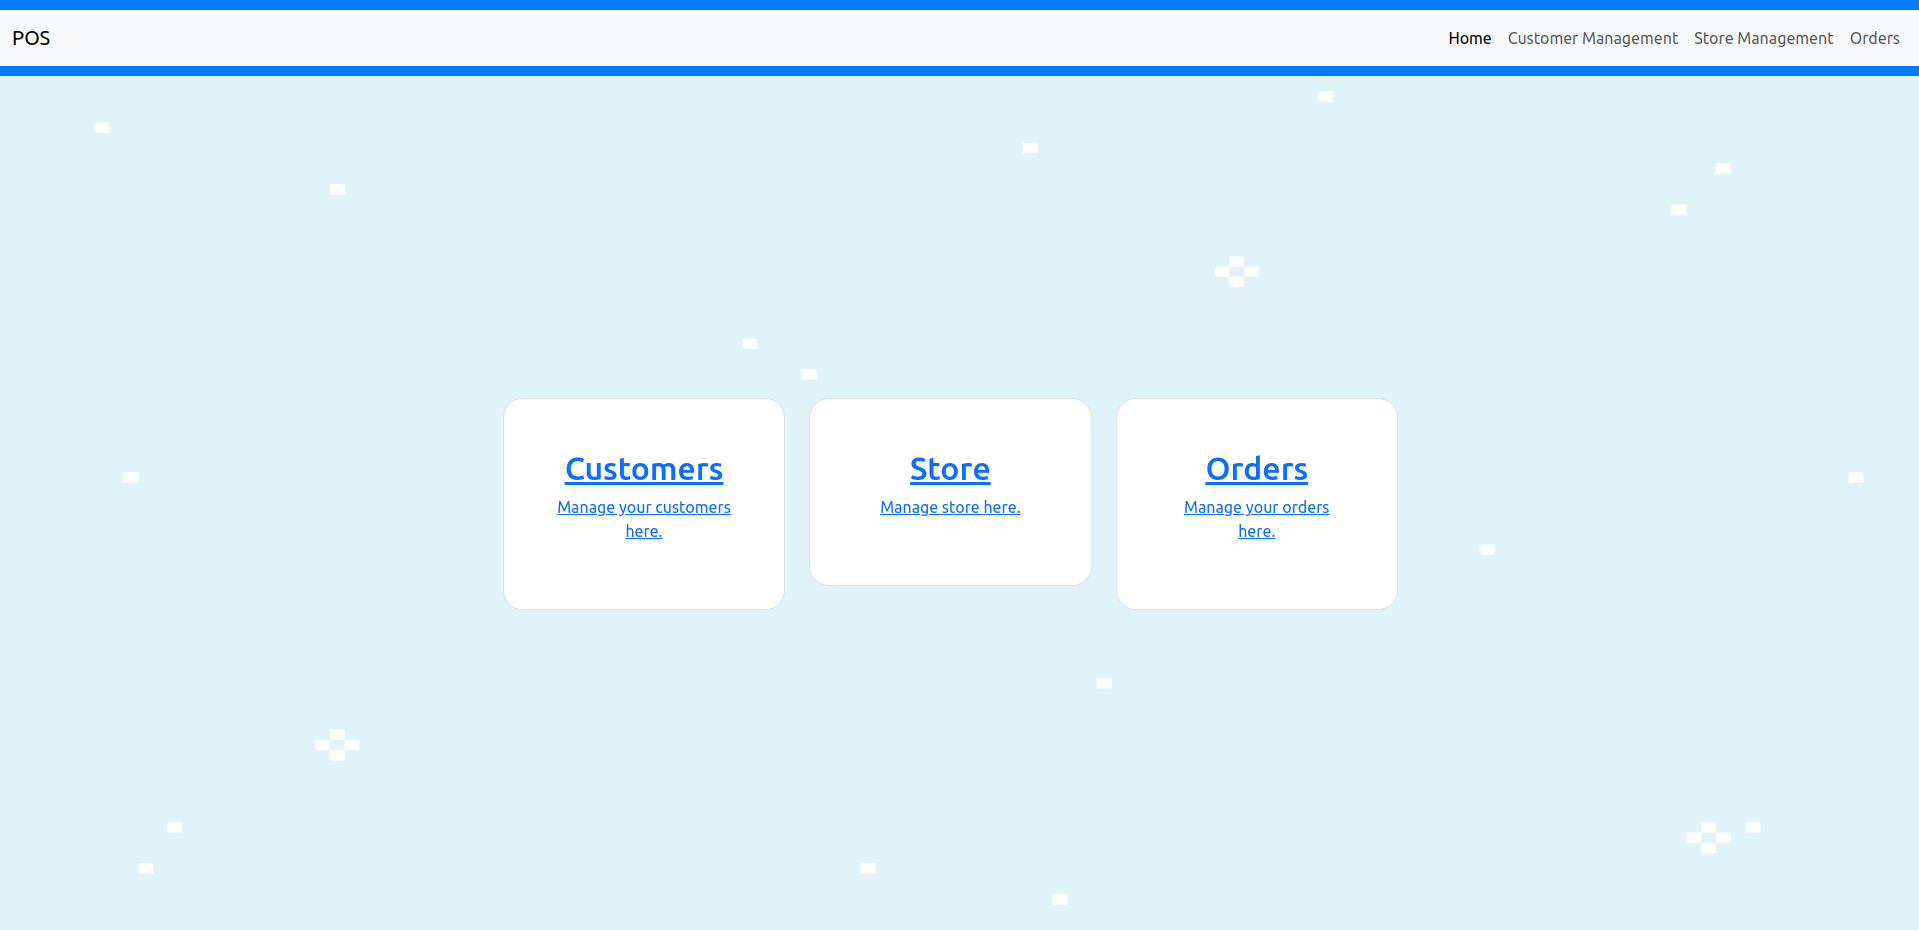 POS
Home Customer Management Store Management Orders
Customers
Manage your customers
here.
Store
Manage store here.
Orders
Manage your orders
here.